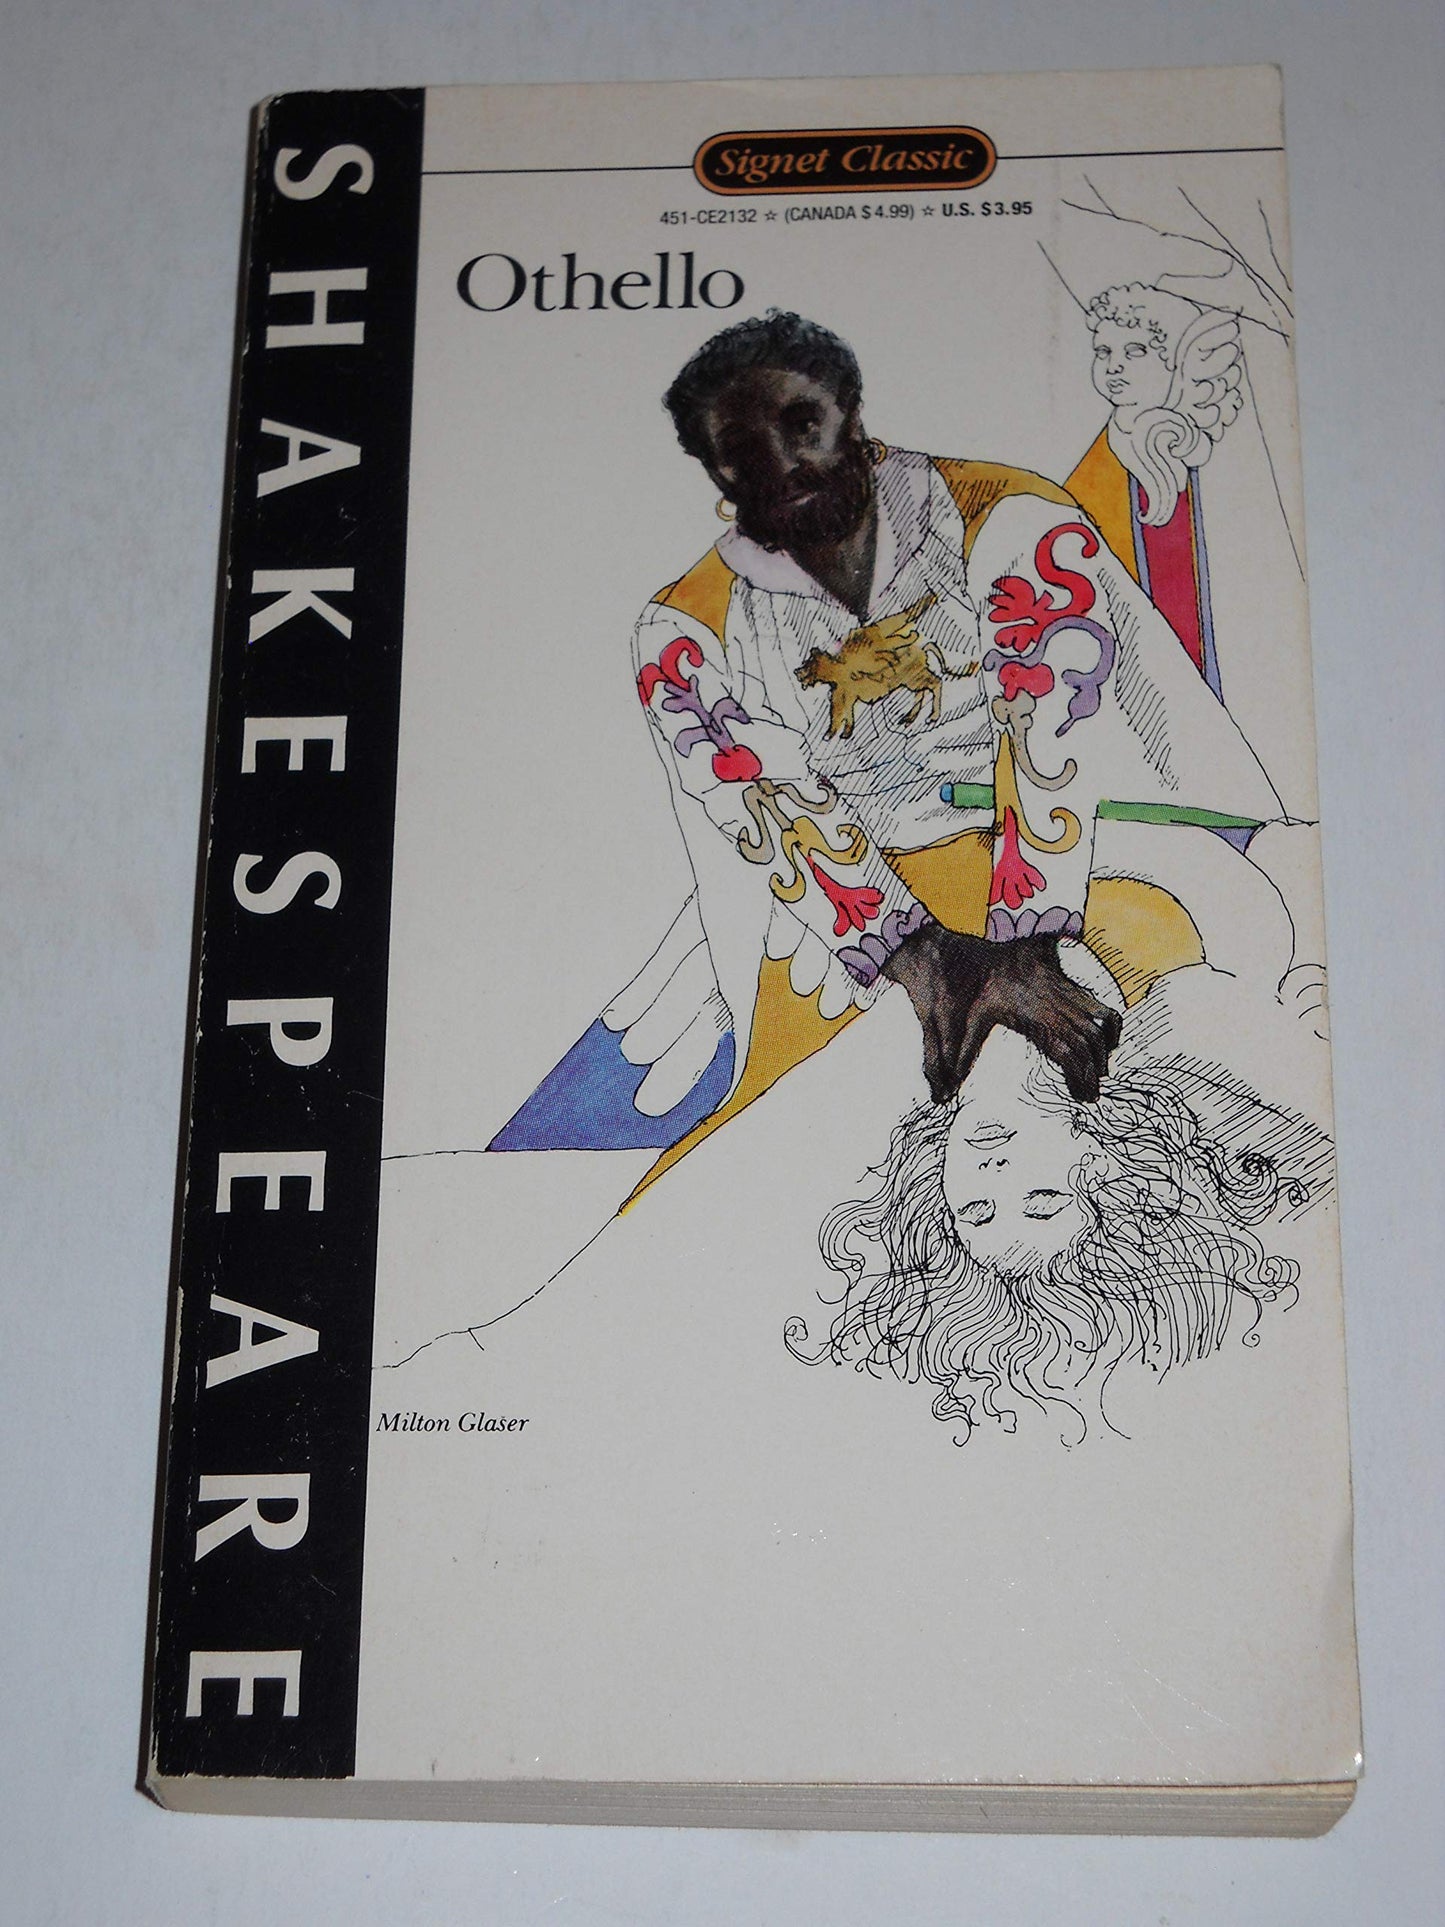 SHAKESPEARE
Signet Classic
451-CE2132 ☆ (CANADA $4.99) ☆ U.S. $3.95
Othello
Milton Glaser